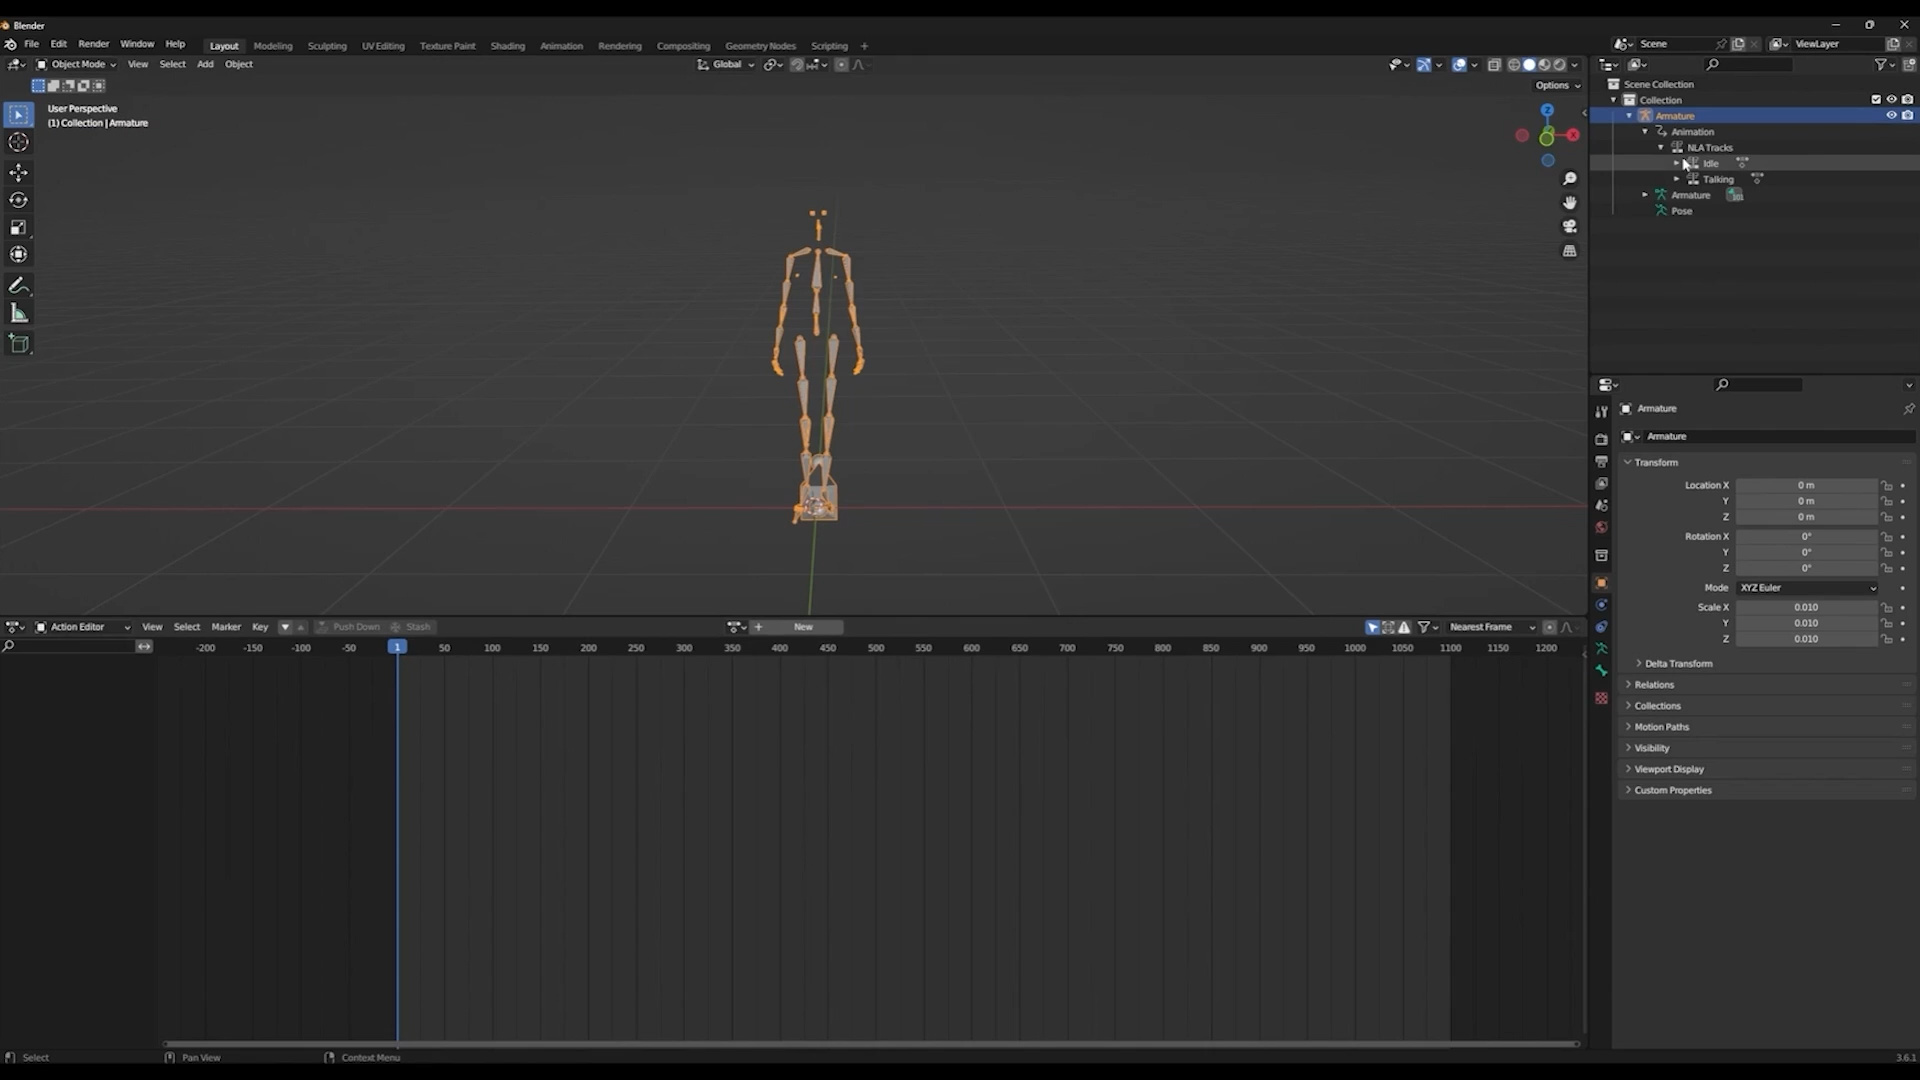 Blender
File Edit Render Window Help Layout Modeling Sculpting UV Editing Texture Paint Shading Animation Rendering Compositing Geometry Nodes Scripting + Scene ViewLayer
Object Mode View Select Add Object Global
Options
User Perspective
(1) Collection | Armature
Z
X
Scene Collection
Collection
Armature
Animation
NLA Tracks
Idle
Talking
Armature
Pose
Armature
Armature
Transform
Location X 0 m
Y 0 m
Z 0 m
Rotation X 0°
Y 0°
Z 0°
Mode XYZ Euler
Scale X 0.010
Y 0.010
Z 0.010
Delta Transform
Relations
Collections
Motion Paths
Visibility
Viewport Display
Custom Properties
Action Editor View Select Marker Key Push Down Stash + New Nearest Frame
-200 -150 -100 -50 1 50 100 150 200 250 300 350 400 450 500 550 600 650 700 750 800 850 900 950 1000 1050 1100 1150 1200
Select Pan View Context Menu 3.6.1